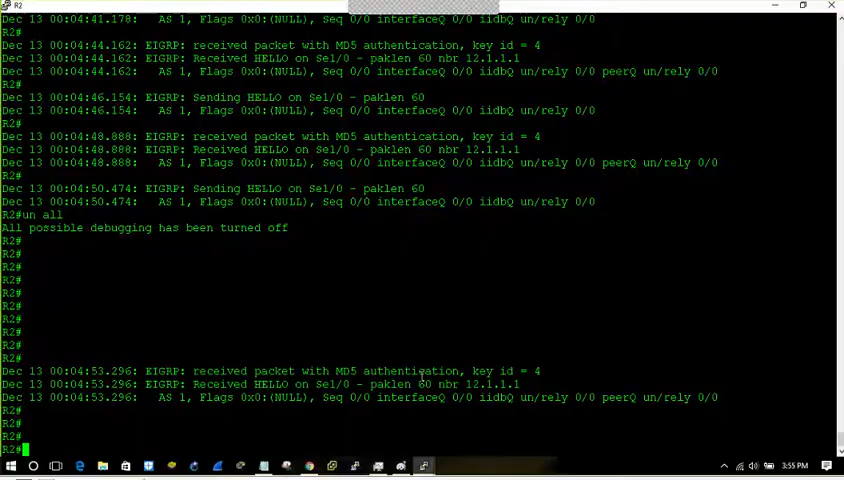 R2
Dec 13 00:04:41.178:   AS 1, Flags 0x0:(NULL), Seq 0/0 interfaceQ 0/0 iidbQ un/rely 0/0
R2#
Dec 13 00:04:44.162: EIGRP: received packet with MD5 authentication, key id = 4
Dec 13 00:04:44.162: EIGRP: Received HELLO on Se1/0 - paklen 60 nbr 12.1.1.1
Dec 13 00:04:44.162:   AS 1, Flags 0x0:(NULL), Seq 0/0 interfaceQ 0/0 iidbQ un/rely 0/0 peerQ un/rely 0/0
R2#
Dec 13 00:04:46.154: EIGRP: Sending HELLO on Se1/0 - paklen 60
Dec 13 00:04:46.154:   AS 1, Flags 0x0:(NULL), Seq 0/0 interfaceQ 0/0 iidbQ un/rely 0/0
R2#
Dec 13 00:04:48.888: EIGRP: received packet with MD5 authentication, key id = 4
Dec 13 00:04:48.888: EIGRP: Received HELLO on Se1/0 - paklen 60 nbr 12.1.1.1
Dec 13 00:04:48.888:   AS 1, Flags 0x0:(NULL), Seq 0/0 interfaceQ 0/0 iidbQ un/rely 0/0 peerQ un/rely 0/0
R2#
Dec 13 00:04:50.474: EIGRP: Sending HELLO on Se1/0 - paklen 60
Dec 13 00:04:50.474:   AS 1, Flags 0x0:(NULL), Seq 0/0 interfaceQ 0/0 iidbQ un/rely 0/0
R2#un all
All possible debugging has been turned off
R2#
R2#
R2#
R2#
R2#
R2#
R2#
R2#
R2#
R2#
Dec 13 00:04:53.296: EIGRP: received packet with MD5 authentication, key id = 4
Dec 13 00:04:53.296: EIGRP: Received HELLO on Se1/0 - paklen 60 nbr 12.1.1.1
Dec 13 00:04:53.296:   AS 1, Flags 0x0:(NULL), Seq 0/0 interfaceQ 0/0 iidbQ un/rely 0/0 peerQ un/rely 0/0
R2#
R2#
R2#
R2#
3:55 PM